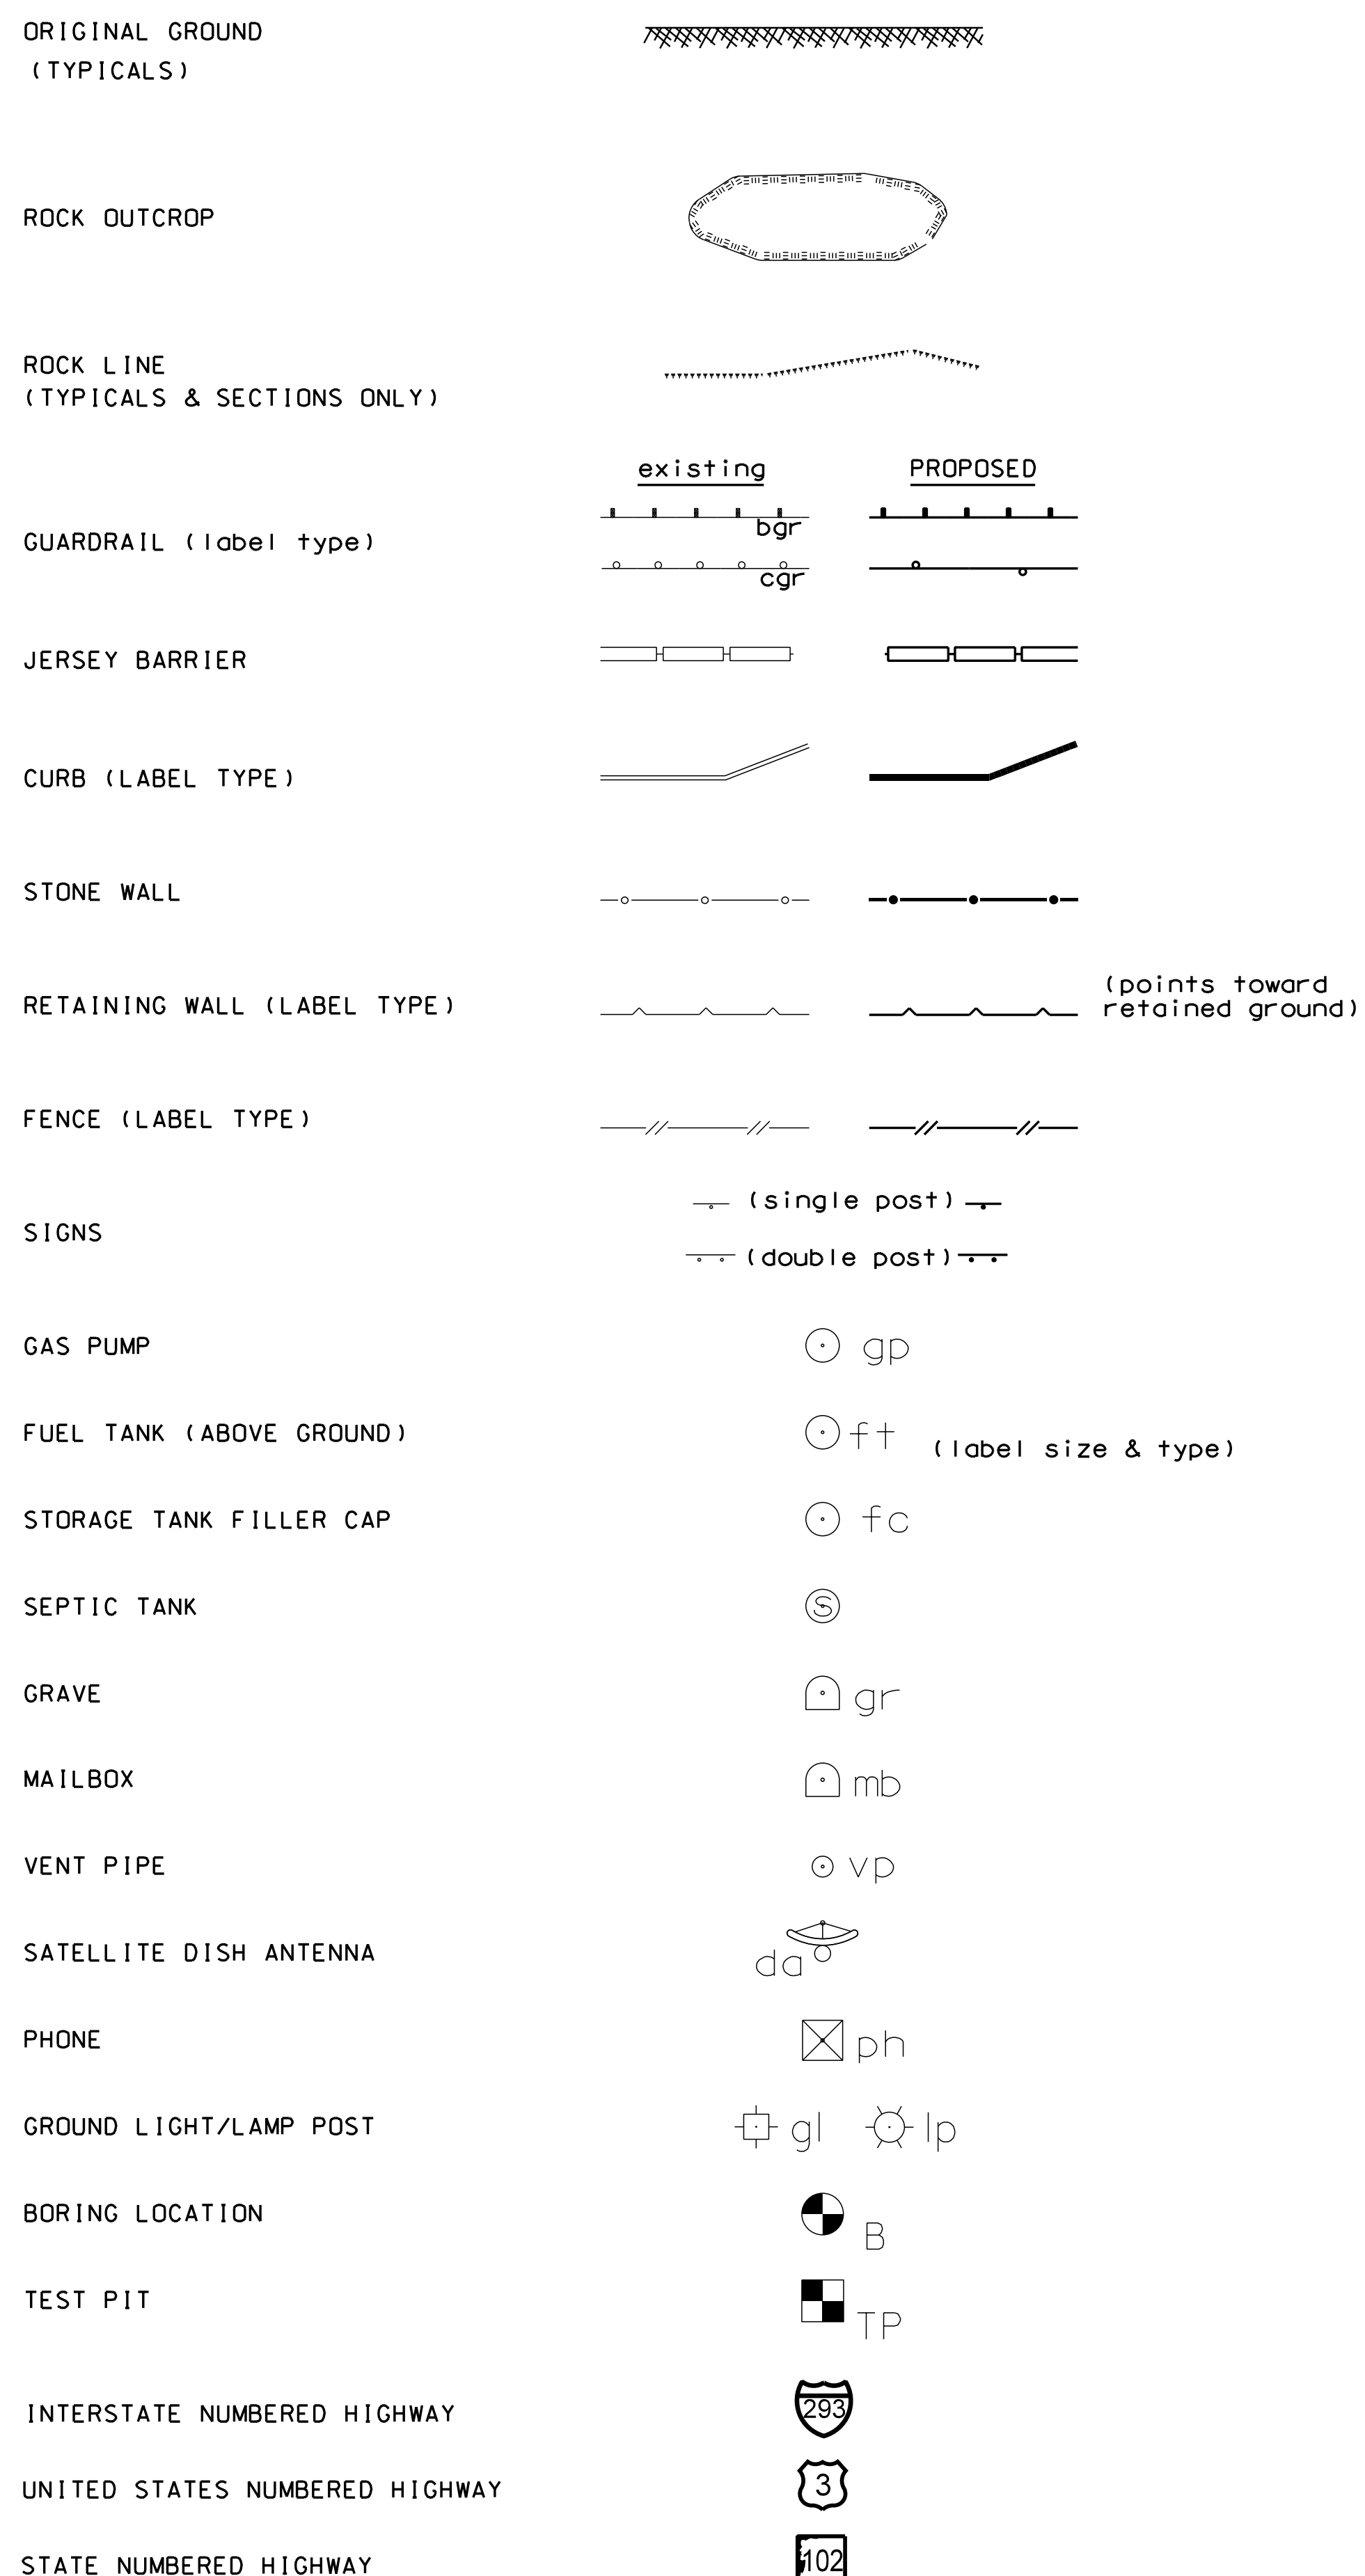 ORIGINAL GROUND
(TYPICALS)
ROCK OUTCROP
ROCK LINE
(TYPICALS & SECTIONS ONLY)
existing PROPOSED
GUARDRAIL (label type)
bgr
cgr
JERSEY BARRIER
CURB (LABEL TYPE)
STONE WALL
RETAINING WALL (LABEL TYPE)
(points toward
retained ground)
FENCE (LABEL TYPE)
SIGNS
(single post)
(double post)
GAS PUMP gp
FUEL TANK (ABOVE GROUND) ft (label size & type)
STORAGE TANK FILLER CAP fc
SEPTIC TANK S
GRAVE gr
MAILBOX mb
VENT PIPE vp
SATELLITE DISH ANTENNA da
PHONE ph
GROUND LIGHT/LAMP POST gl lp
BORING LOCATION B
TEST PIT TP
INTERSTATE NUMBERED HIGHWAY 293
UNITED STATES NUMBERED HIGHWAY 3
STATE NUMBERED HIGHWAY 102